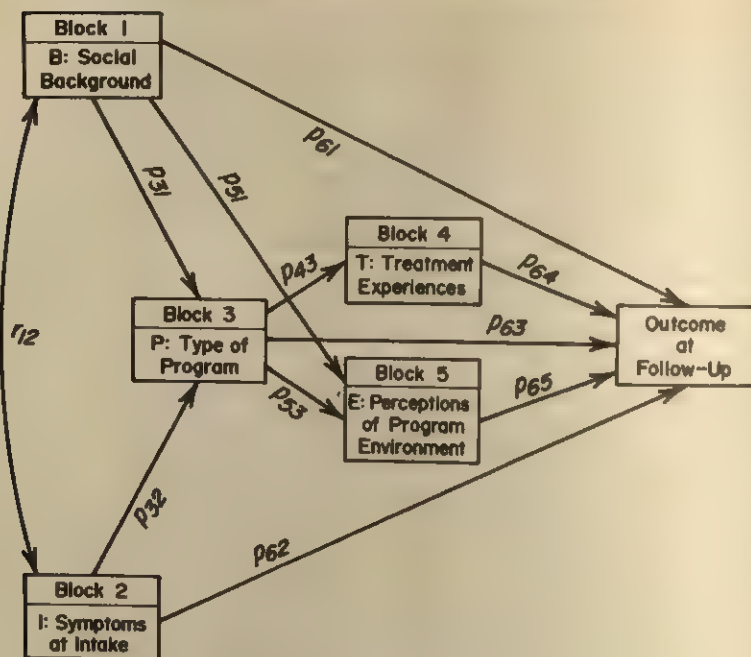 Block 1
B: Social
Background
p61
p31
p51
Block 4
T: Treatment
Experiences
p43
p64
r12
Block 3
P: Type of
Program
p63
Outcome
at
Follow-Up
Block 5
E: Perceptions
of Program
Environment
p53
p65
p32
p62
Block 2
I: Symptoms
at Intake